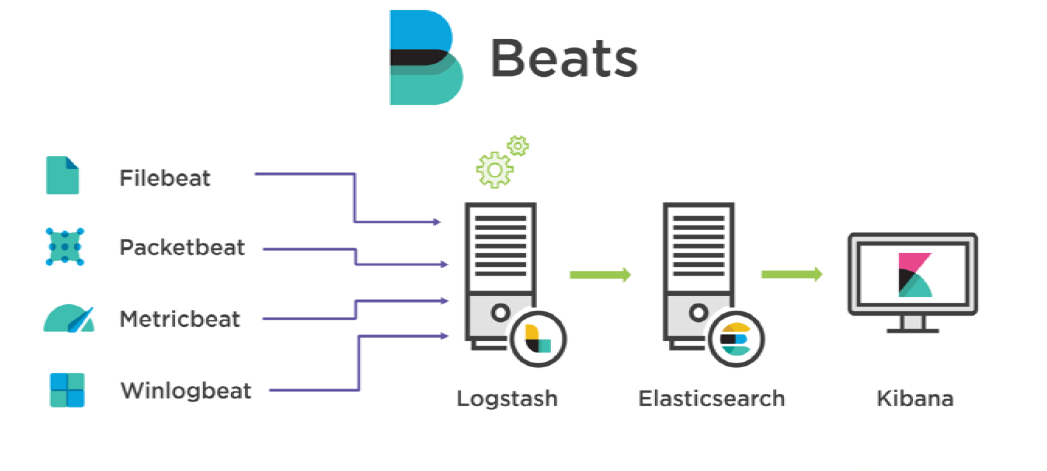 Beats
Filebeat
Packetbeat
Metricbeat
Winlogbeat
Logstash
Elasticsearch
Kibana